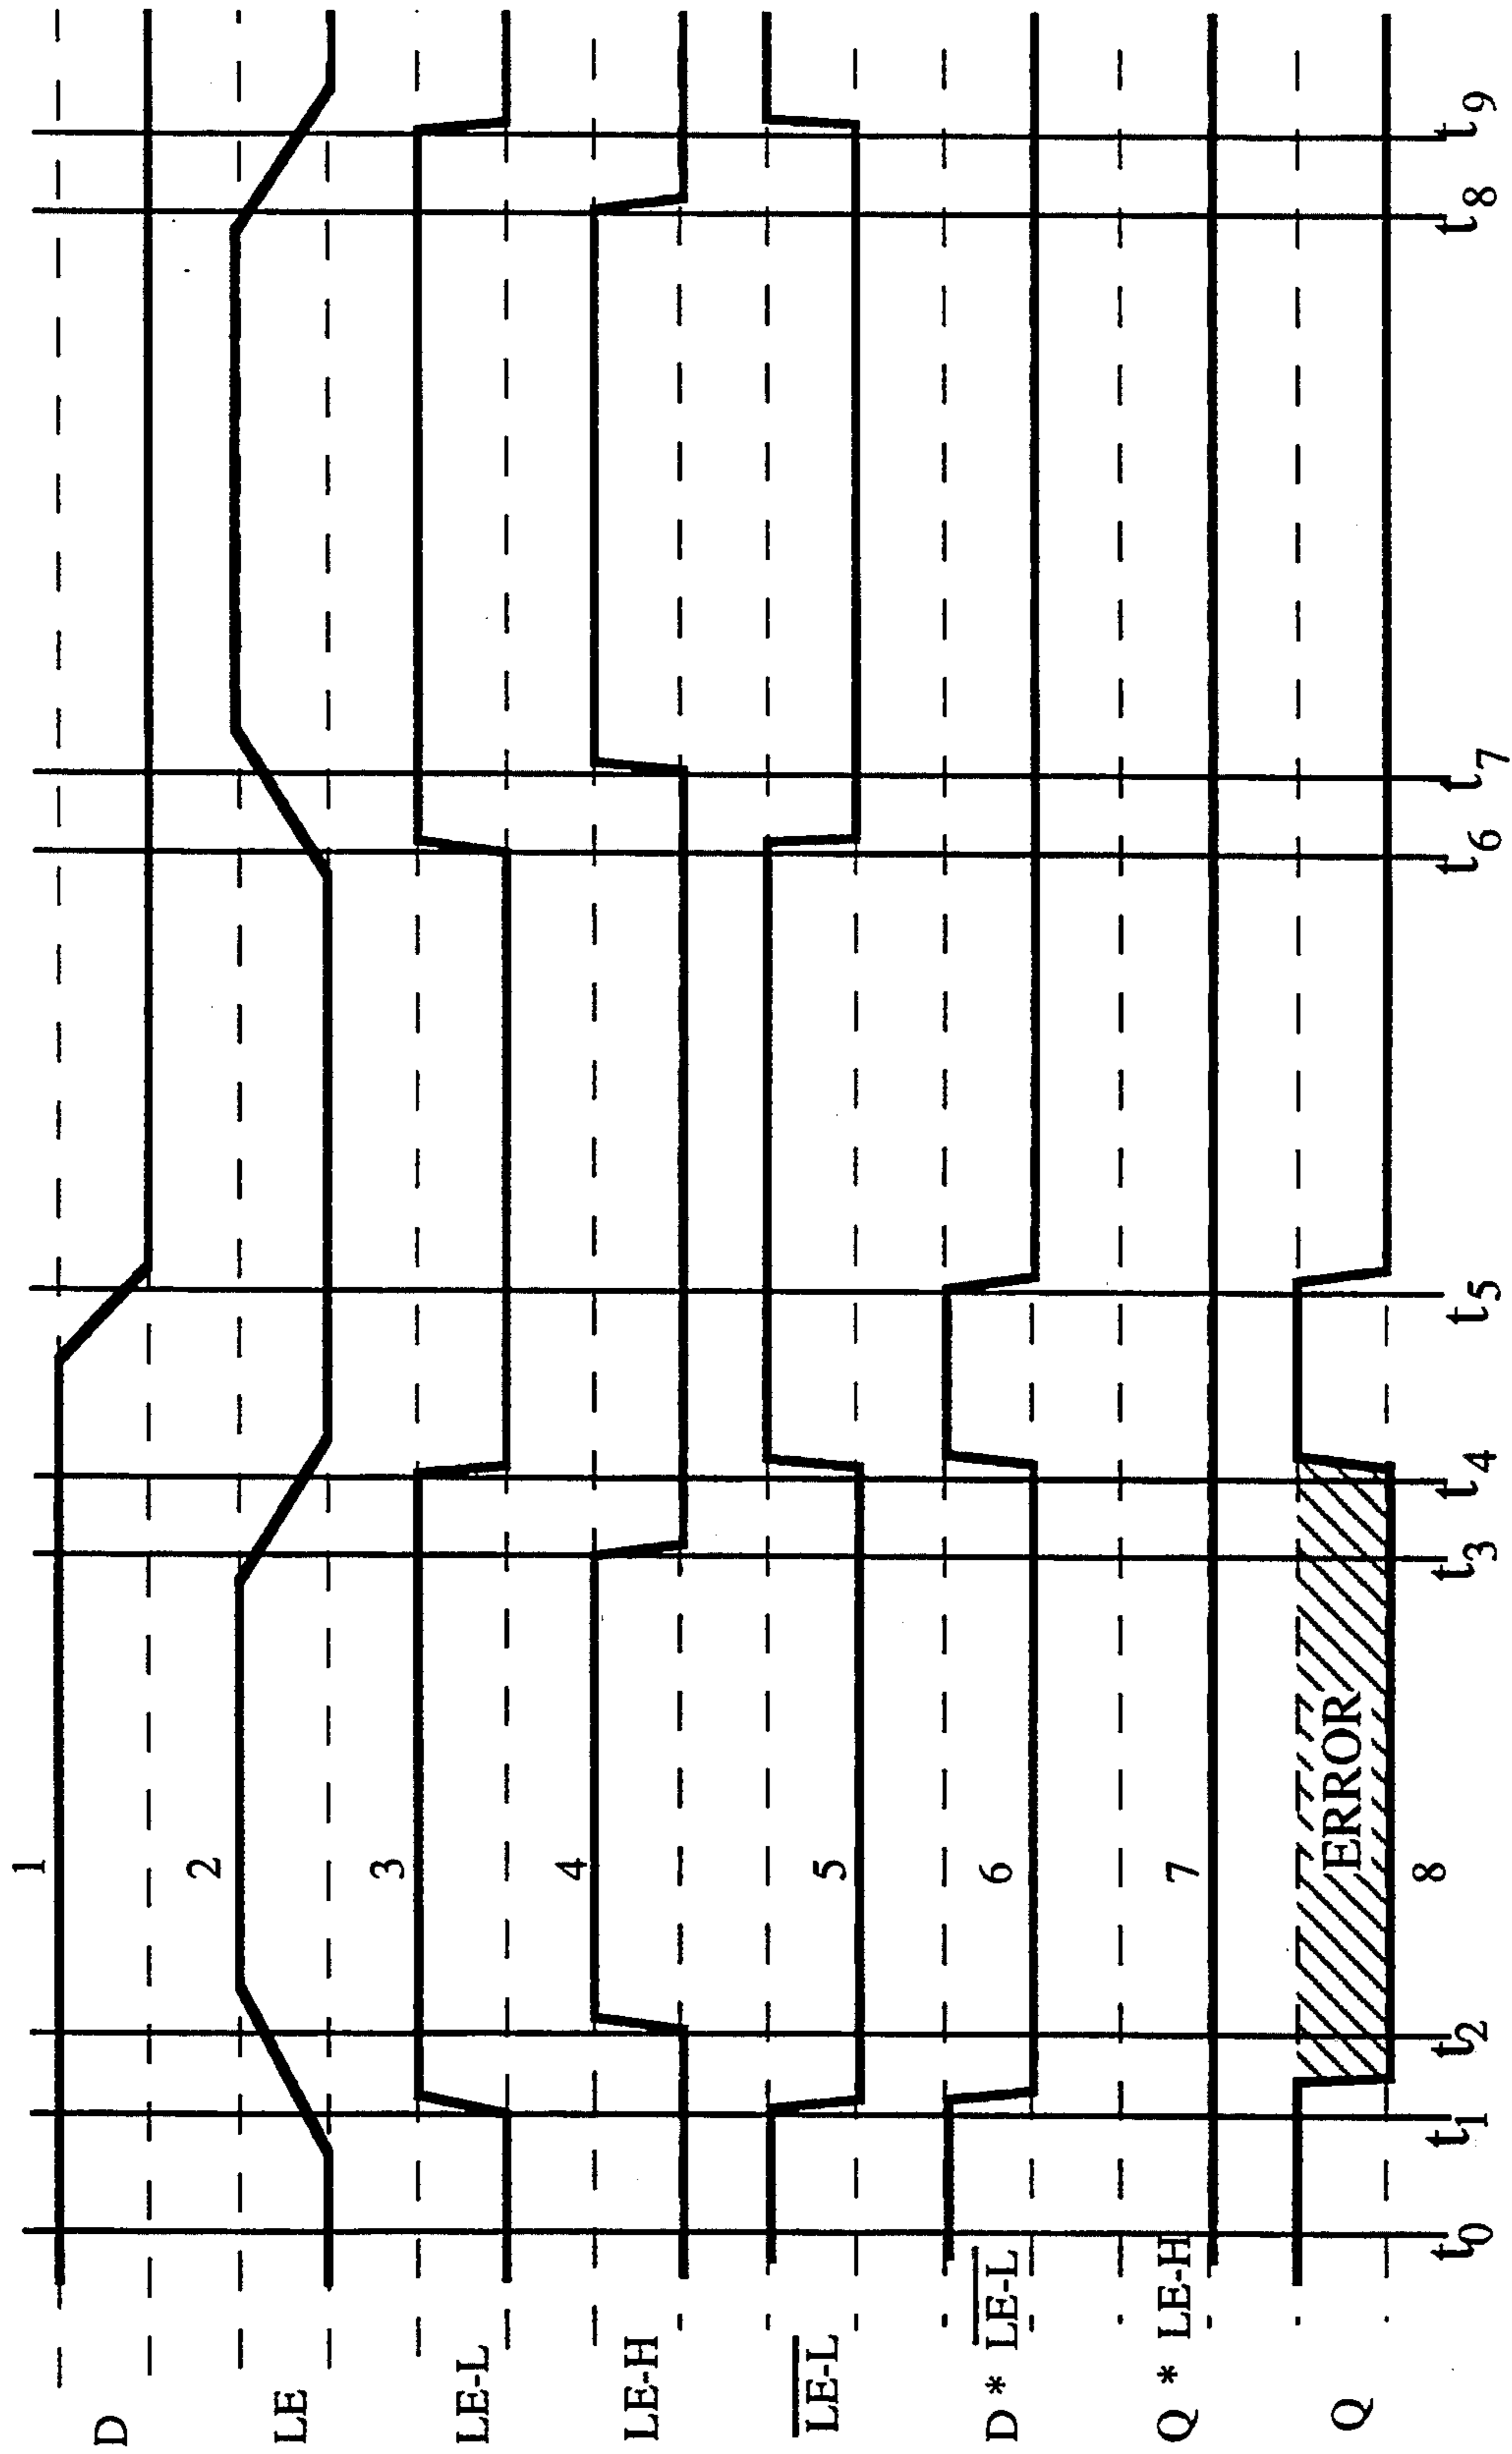 D
1
LE
2
LE-L
3
LE-H
4
LE-L
5
D * LE-L
6
Q * LE-H
7
Q
ERROR
8
t0
t1
t2
t3
t4
t5
t6
t7
t8
t9